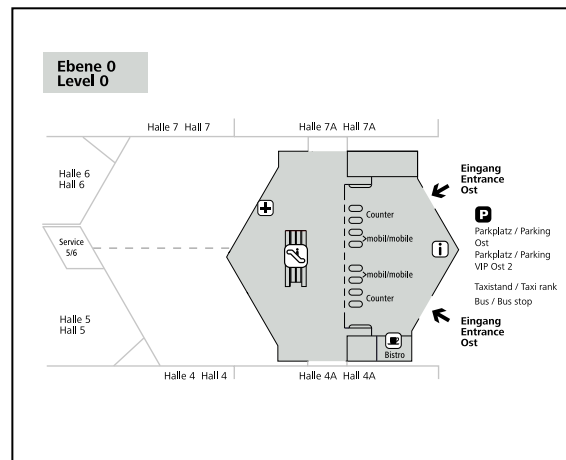 Ebene 0
Level 0
Halle 7 Hall 7
Halle 7A Hall 7A
Halle 6
Hall 6
Eingang
Entrance
Ost
Counter
P
Service
5/6
mobil/mobile
i
Parkplatz / Parking
Ost
Parkplatz / Parking
VIP Ost 2
mobil/mobile
Taxistand / Taxi rank
Counter
Bus / Bus stop
Halle 5
Hall 5
Eingang
Entrance
Ost
Bistro
Halle 4 Hall 4
Halle 4A Hall 4A